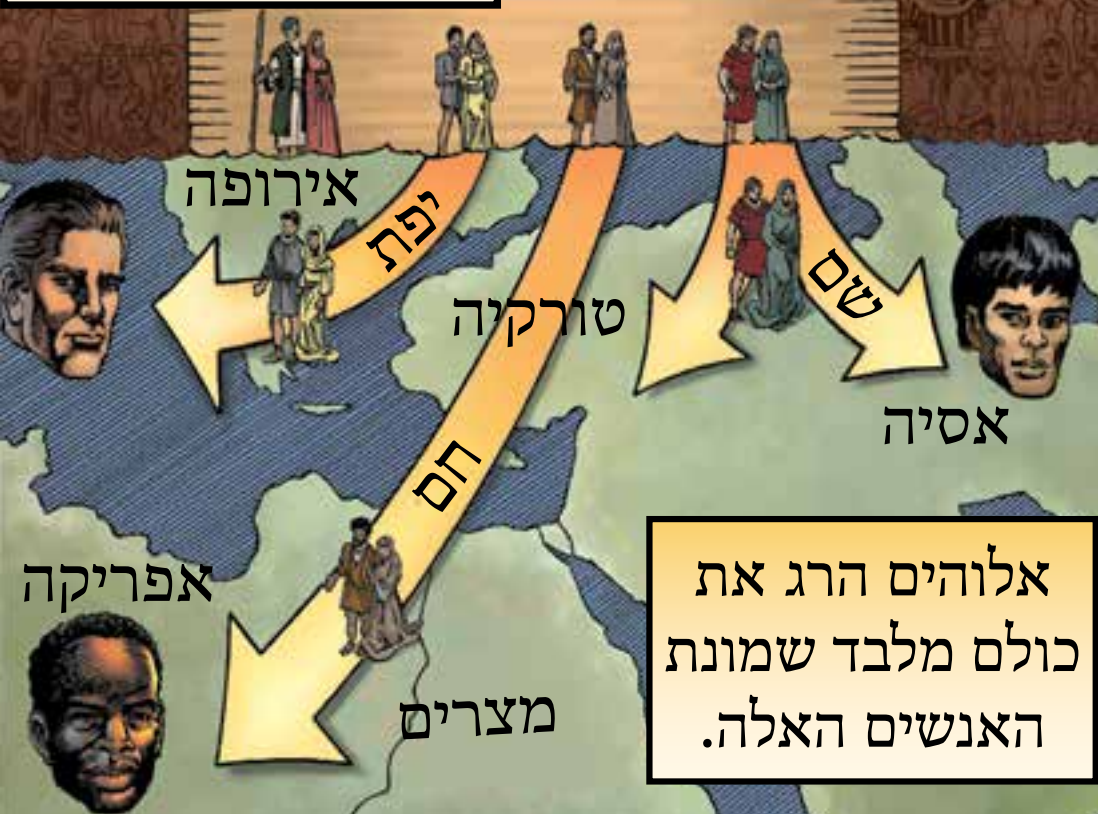 אירופה
יפת
שם
טורקיה
אסיה
חם
אפריקה
מצרים
אלוהים הרג את
כולם מלבד שמונת
האנשים האלה.